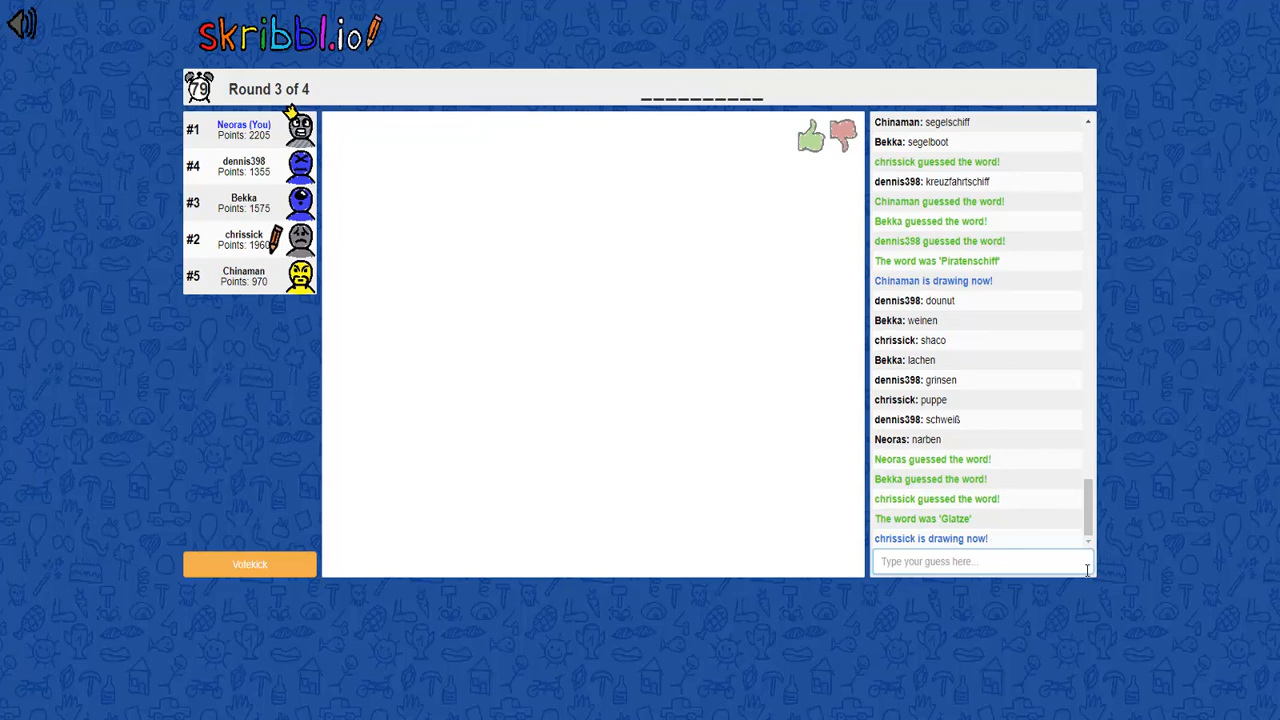 skribbl.io
79
Round 3 of 4
__________
#1
Neoras (You)
Points: 2205
#4
dennis398
Points: 1355
#3
Bekka
Points: 1575
#2
chrissick
Points: 1960
#5
Chinaman
Points: 970
Votekick
Chinaman: segelschiff
Bekka: segelboot
chrissick guessed the word!
dennis398: kreuzfahrtschiff
Chinaman guessed the word!
Bekka guessed the word!
dennis398 guessed the word!
The word was 'Piratenschiff'
Chinaman is drawing now!
dennis398: dounut
Bekka: weinen
chrissick: shaco
Bekka: lachen
dennis398: grinsen
chrissick: puppe
dennis398: schweiß
Neoras: narben
Neoras guessed the word!
Bekka guessed the word!
chrissick guessed the word!
The word was 'Glatze'
chrissick is drawing now!
Type your guess here...